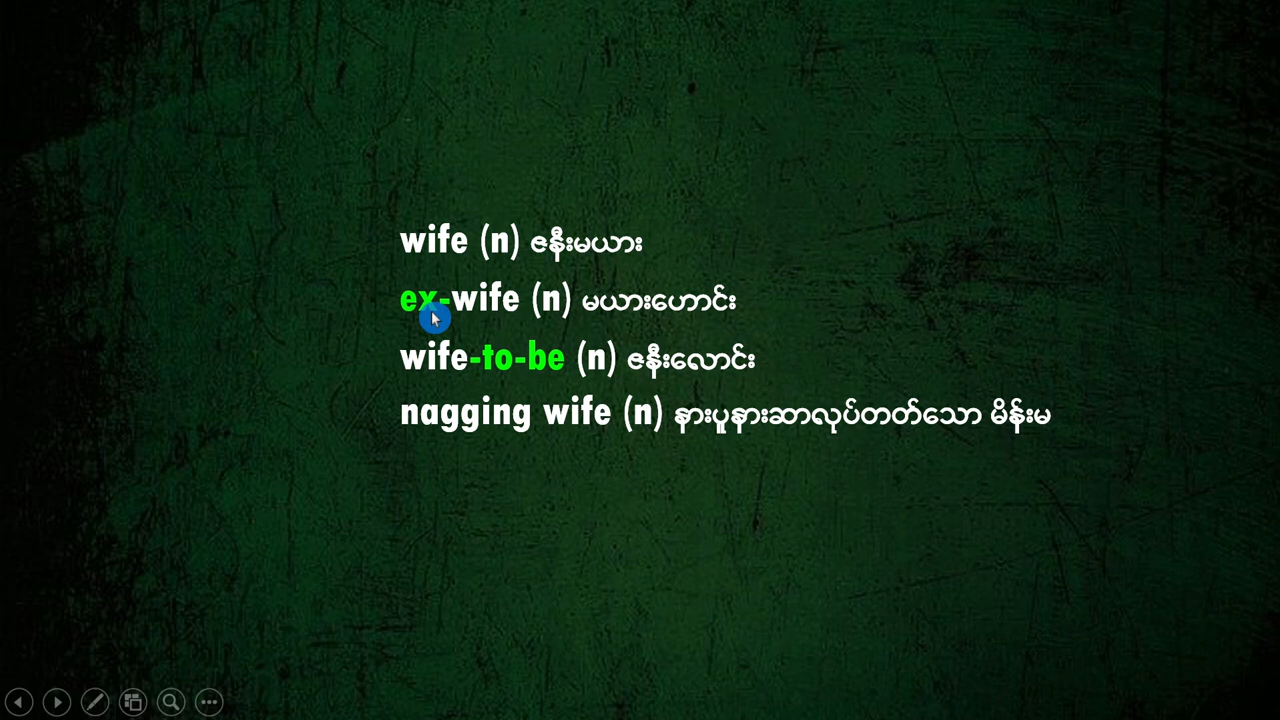 wife (n) ဇနီးမယား
ex-wife (n) မယားဟောင်း
wife-to-be (n) ဇနီးလောင်း
nagging wife (n) နားပူနားဆာလုပ်တတ်သော မိန်းမ